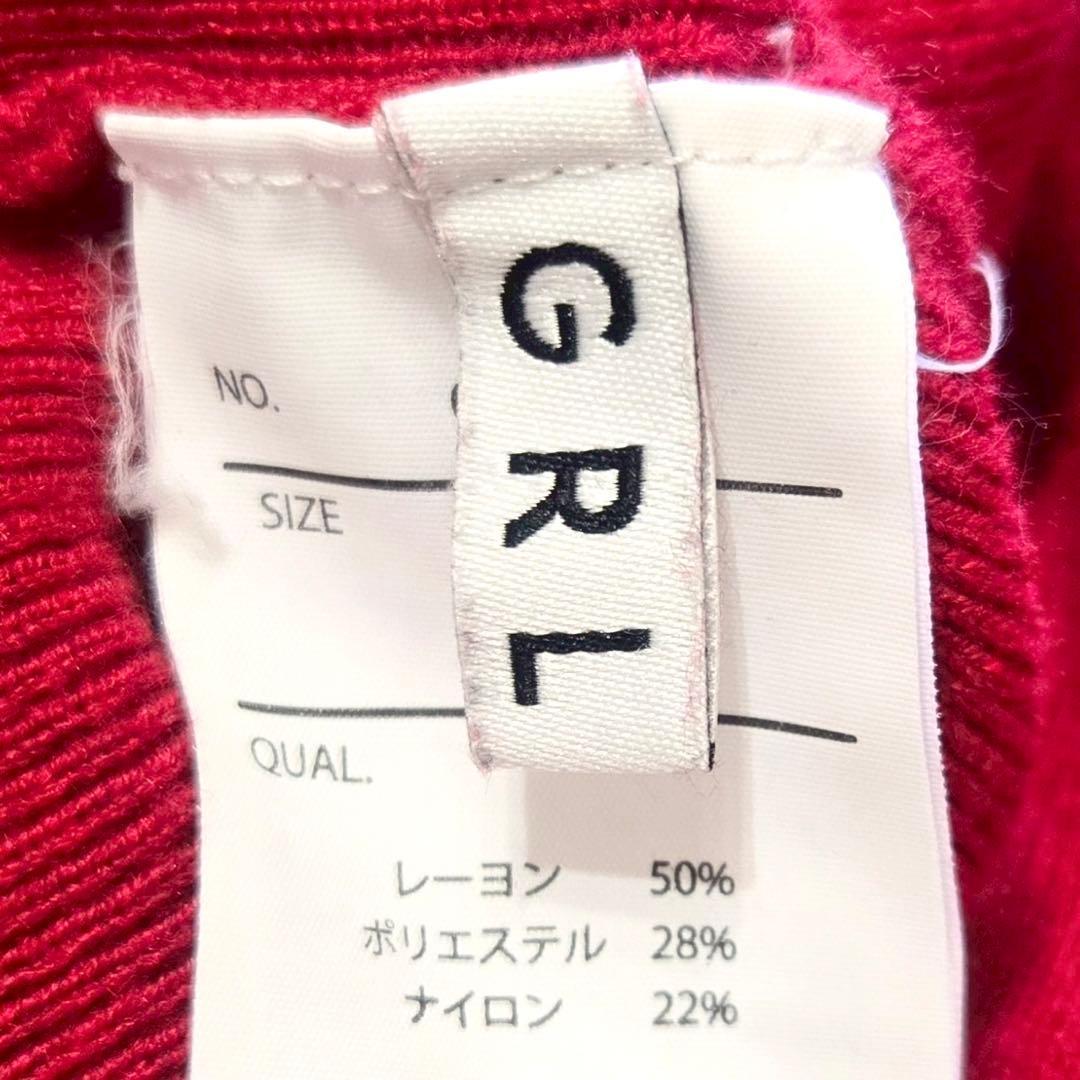 GRL
NO.
SIZE
QUAL.
レーヨン 50%
ポリエステル 28%
ナイロン 22%